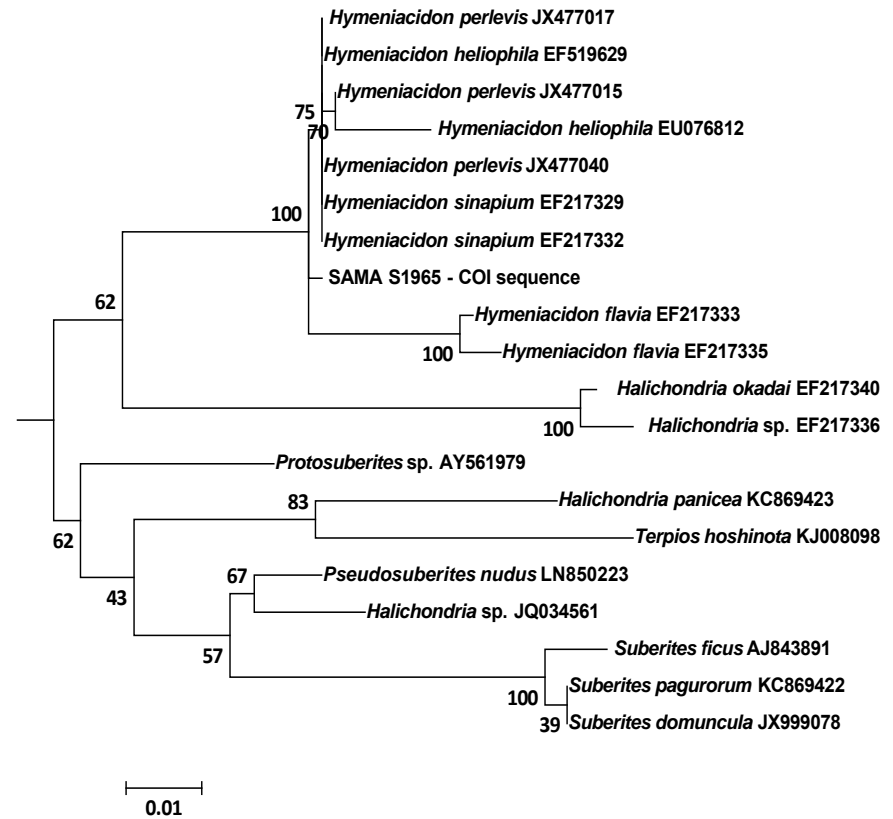 Hymeniacidon perlevis JX477017
Hymeniacidon heliophila EF519629
Hymeniacidon perlevis JX477015
75
70
Hymeniacidon heliophila EU076812
Hymeniacidon perlevis JX477040
Hymeniacidon sinapium EF217329
100
Hymeniacidon sinapium EF217332
SAMA S1965 - COI sequence
62
Hymeniacidon flavia EF217333
100
Hymeniacidon flavia EF217335
Halichondria okadai EF217340
100
Halichondria sp. EF217336
Protosuberites sp. AY561979
83
Halichondria panicea KC869423
62
Terpios hoshinota KJ008098
67
Pseudosuberites nudus LN850223
43
Halichondria sp. JQ034561
57
Suberites ficus AJ843891
Suberites pagurorum KC869422
100
39
Suberites domuncula JX999078
0.01